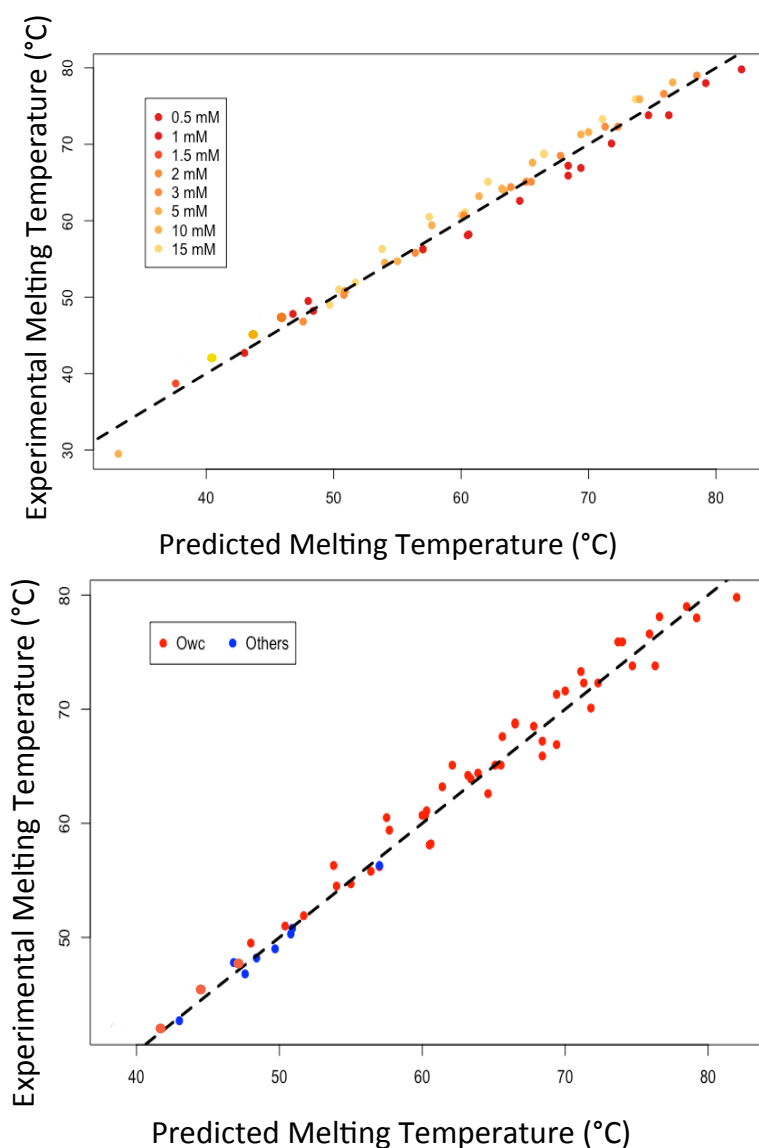 Experimental Melting Temperature (°C)
80
70
60
50
40
30
0.5 mM
1 mM
1.5 mM
2 mM
3 mM
5 mM
10 mM
15 mM
40 50 60 70 80
Predicted Melting Temperature (°C)
Experimental Melting Temperature (°C)
80
70
60
50
Owc Others
40 50 60 70 80
Predicted Melting Temperature (°C)